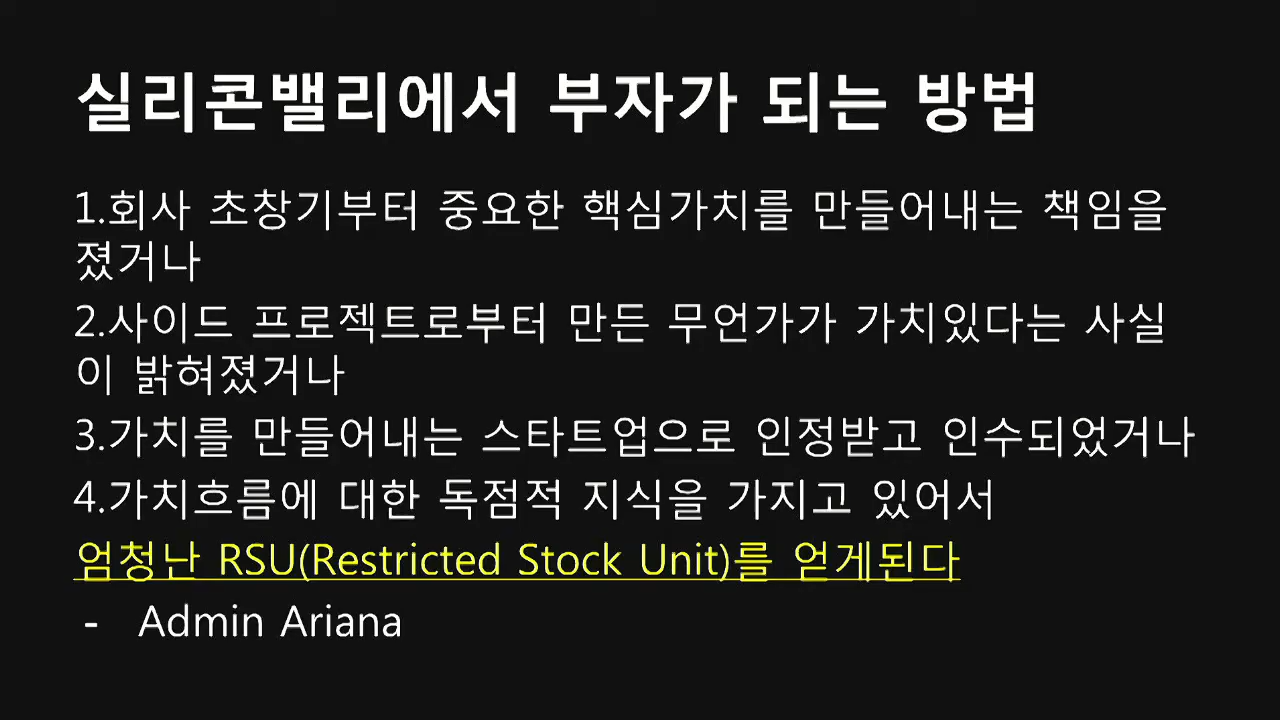 실리콘밸리에서 부자가 되는 방법
1.회사 초창기부터 중요한 핵심가치를 만들어내는 책임을
졌거나
2.사이드 프로젝트로부터 만든 무언가가 가치있다는 사실
이 밝혀졌거나
3.가치를 만들어내는 스타트업으로 인정받고 인수되었거나
4.가치흐름에 대한 독점적 지식을 가지고 있어서
엄청난 RSU(Restricted Stock Unit)를 얻게된다
- Admin Ariana